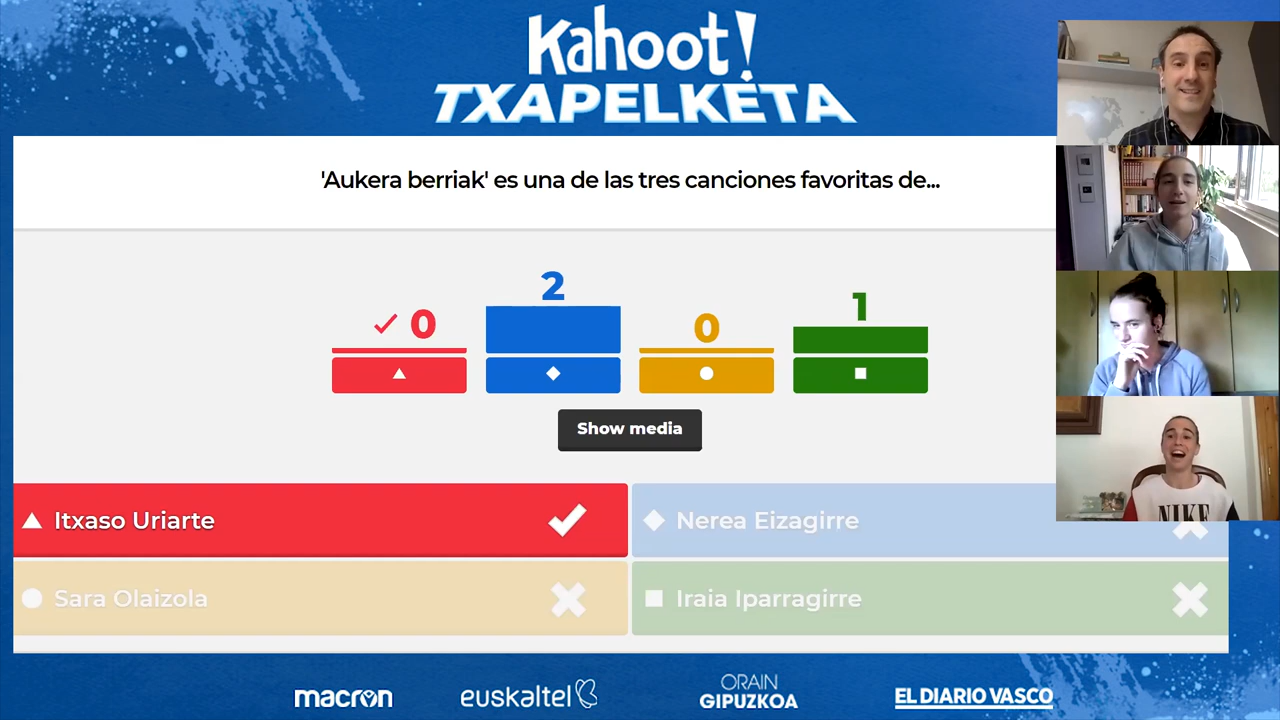 Kahoot!
TXAPELKETA
'Aukera berriak' es una de las tres canciones favoritas de...
0
2
0
1
Show media
Itxaso Uriarte
Nerea Eizagirre
Sara Olaizola
Iraia Iparragirre
NIKE
macron
euskaltel
ORAIN
GIPUZKOA
EL DIARIO VASCO